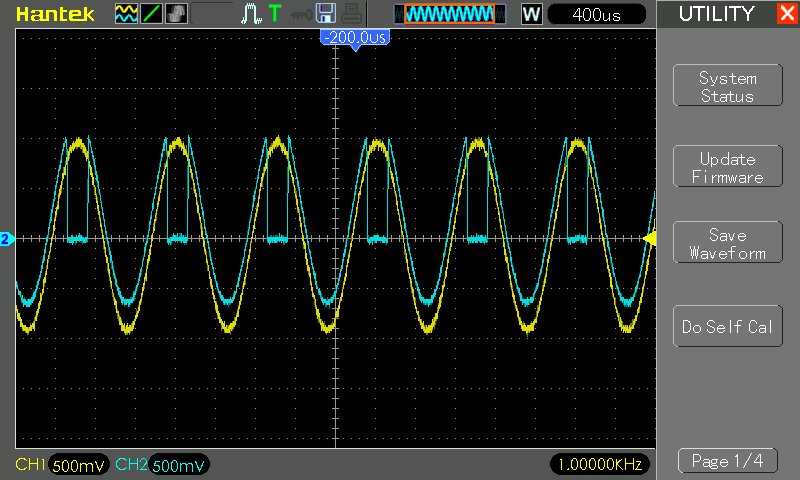 Hantek
T
W
400us
UTILITY
X
-200.0us
System
Status
Update
Firmware
2
Save
Waveform
Do Self Cal
CH1 500mV CH2 500mV
1.00000KHz
Page 1/4